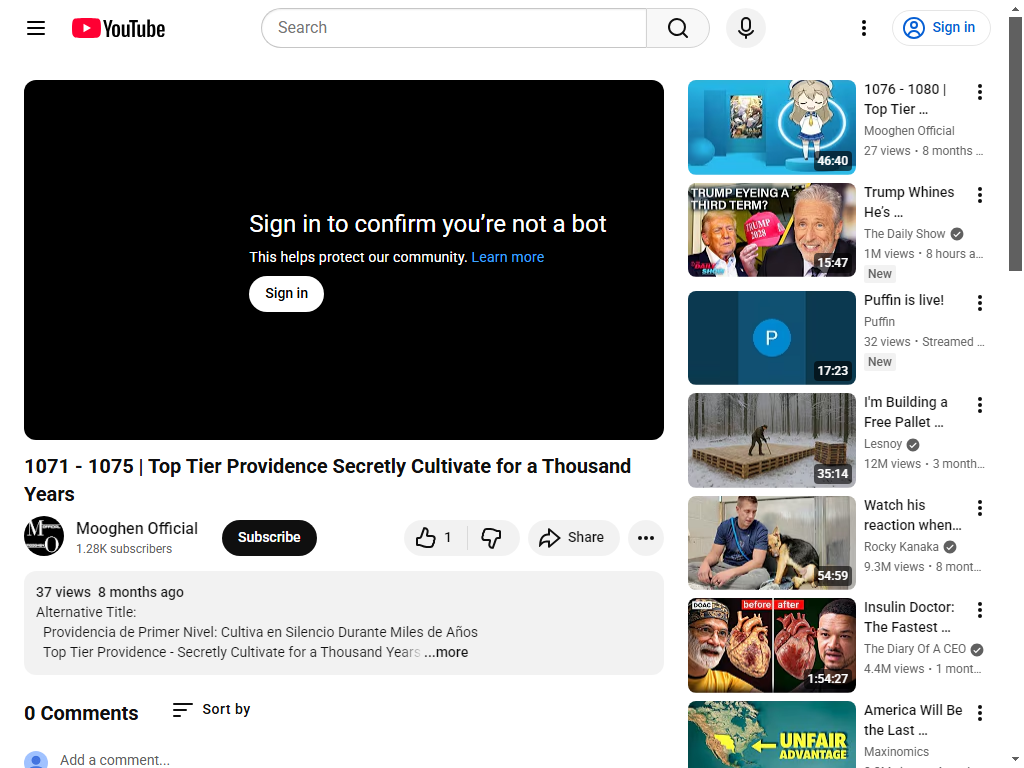 YouTube
Search
Sign in
Sign in to confirm you’re not a bot
This helps protect our community. Learn more
Sign in
1071 - 1075 | Top Tier Providence Secretly Cultivate for a Thousand
Years
Mooghen Official
1.28K subscribers
Subscribe
1
Share
37 views 8 months ago
Alternative Title:
Providencia de Primer Nivel: Cultiva en Silencio Durante Miles de Años
Top Tier Providence - Secretly Cultivate for a Thousand Years ...more
0 Comments
Sort by
Add a comment...
46:40
1076 - 1080 |
Top Tier ...
Mooghen Official
27 views • 8 months ...
TRUMP EYEING A
THIRD TERM?
TRUMP
2028
15:47
Trump Whines
He’s ...
The Daily Show
1M views • 8 hours a...
New
P
17:23
Puffin is live!
Puffin
32 views • Streamed ...
New
35:14
I'm Building a
Free Pallet ...
Lesnoy
12M views • 3 month...
54:59
Watch his
reaction when...
Rocky Kanaka
9.3M views • 8 mont...
DOAC
before after
1:54:27
Insulin Doctor:
The Fastest ...
The Diary Of A CEO
4.4M views • 1 mont...
UNFAIR
ADVANTAGE
America Will Be
the Last ...
Maxinomics